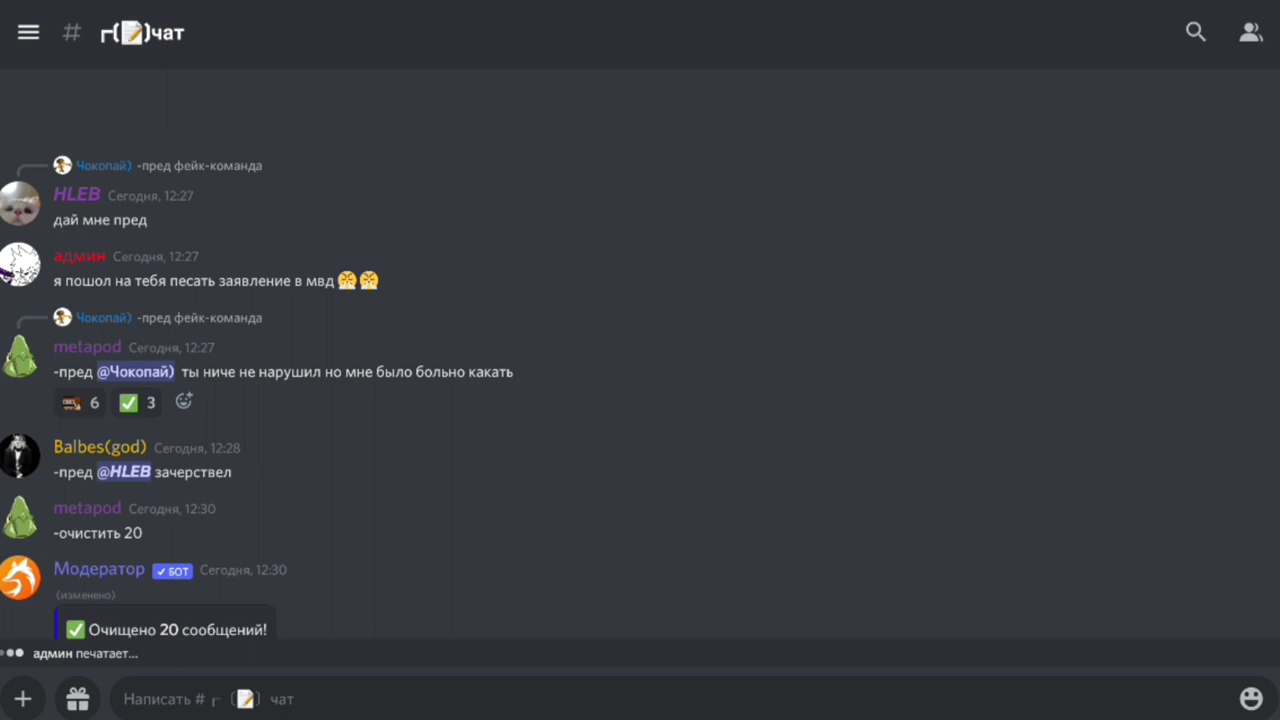 # ┌(📝)чат
Чокопай) -пред фейк-команда
HLEB Сегодня, 12:27
дай мне пред
админ Сегодня, 12:27
я пошол на тебя песать заявление в мвд 😤😤
Чокопай) -пред фейк-команда
metapod Сегодня, 12:27
-пред @Чокопай) ты ниче не нарушил но мне было больно какать
6 ✅ 3
Balbes(god) Сегодня, 12:28
-пред @HLEB зачерствел
metapod Сегодня, 12:30
-очистить 20
Модератор ✓ БОТ Сегодня, 12:30
(изменено)
✅ Очищено 20 сообщений!
админ печатает...
Написать # ┌ (📝) чат